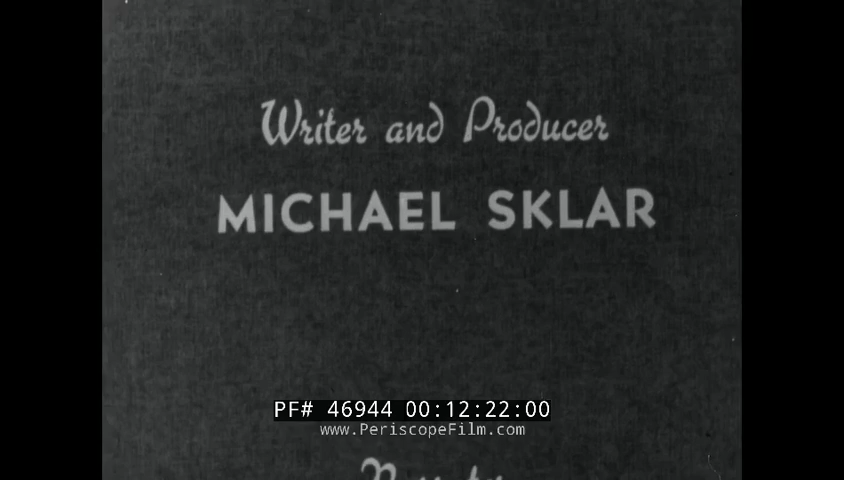 Writer and Producer
MICHAEL SKLAR
PF# 46944 00:12:22:00
www.PeriscopeFilm.com